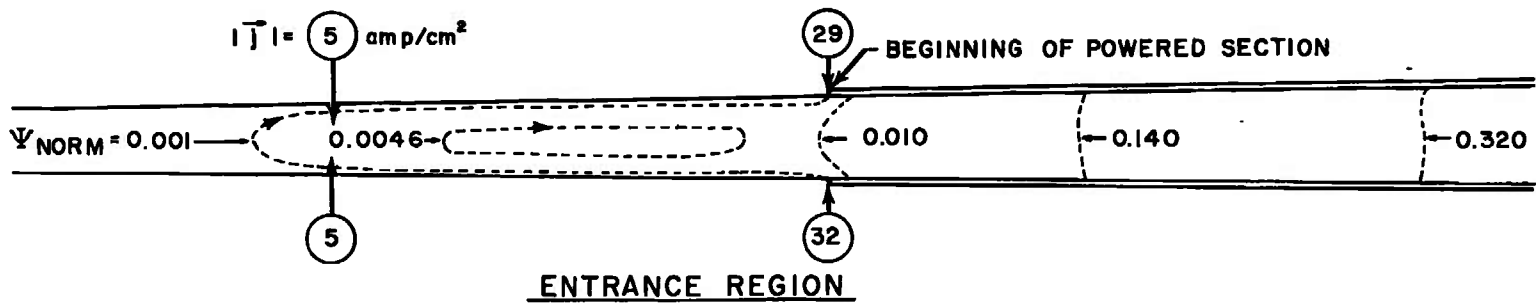 |j⃗| = 5 amp/cm²
29
BEGINNING OF POWERED SECTION
Ψ NORM = 0.001
0.0046
0.010
0.140
0.320
5
32
ENTRANCE REGION